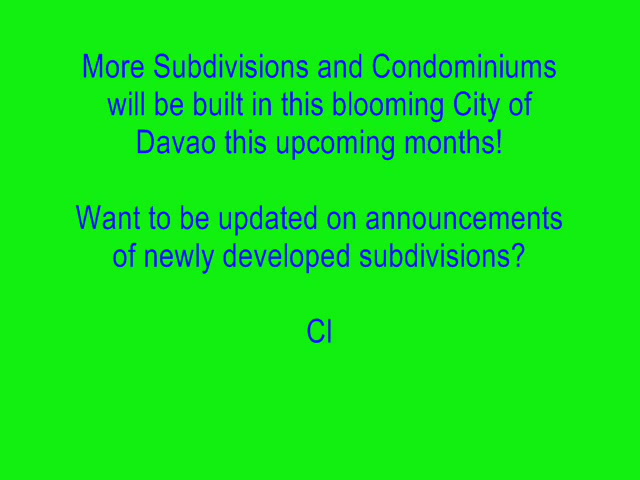 More Subdivisions and Condominiums
will be built in this blooming City of
Davao this upcoming months!
Want to be updated on announcements
of newly developed subdivisions?
Cl